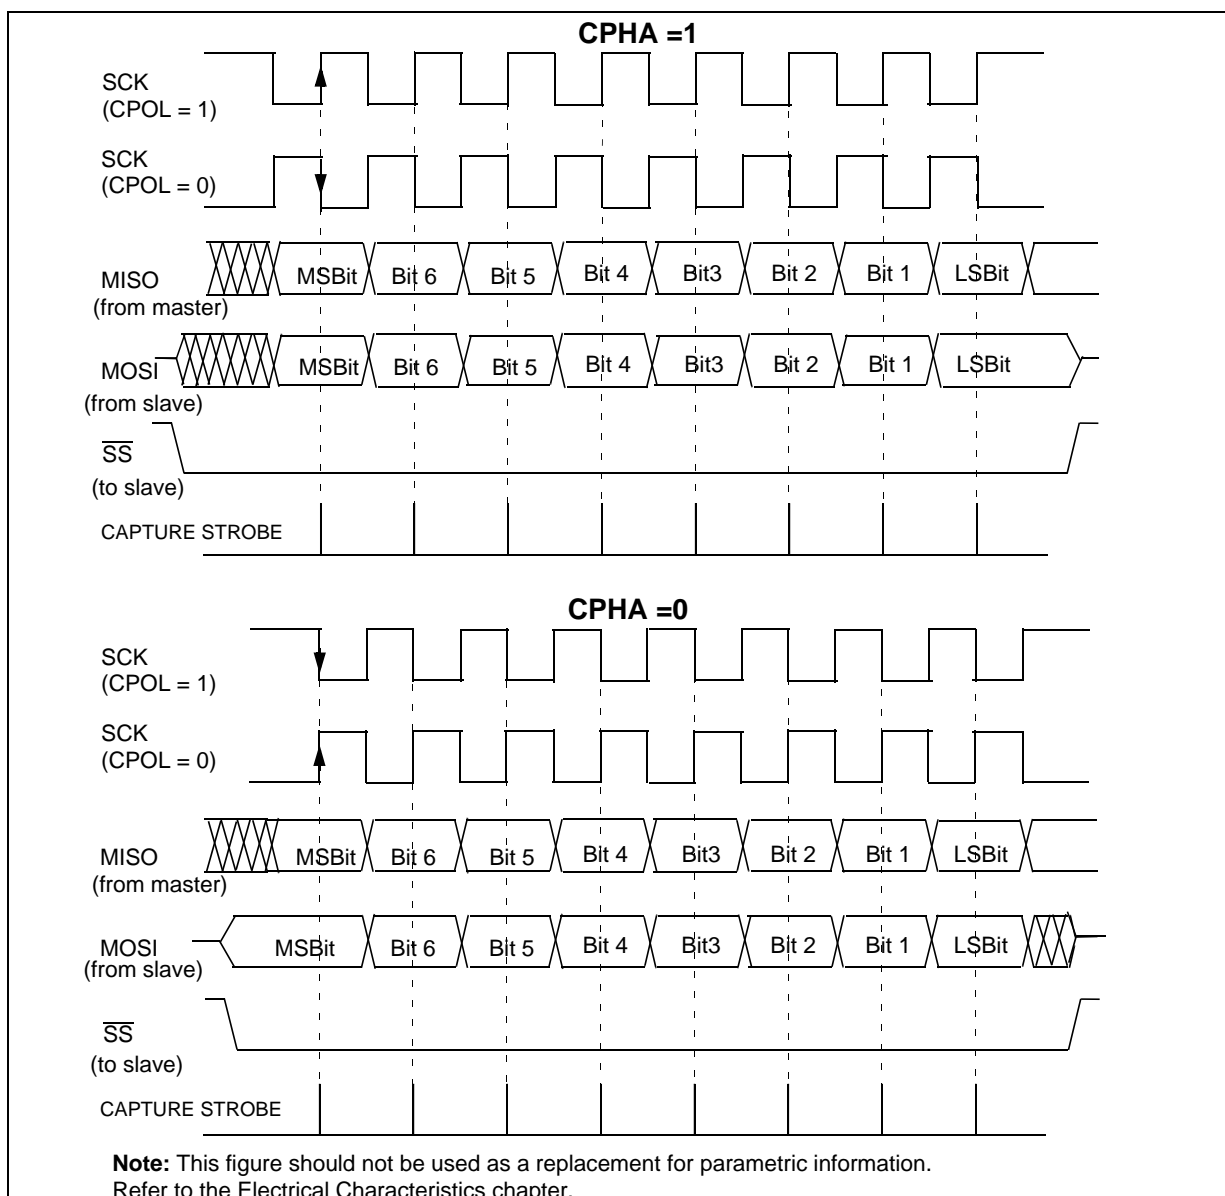 CPHA =1
SCK
(CPOL = 1)
SCK
(CPOL = 0)
MISO
(from master)
MSBit Bit 6 Bit 5 Bit 4 Bit3 Bit 2 Bit 1 LSBit
MOSI
(from slave)
MSBit Bit 6 Bit 5 Bit 4 Bit3 Bit 2 Bit 1 LSBit
SS
(to slave)
CAPTURE STROBE
CPHA =0
SCK
(CPOL = 1)
SCK
(CPOL = 0)
MISO
(from master)
MSBit Bit 6 Bit 5 Bit 4 Bit3 Bit 2 Bit 1 LSBit
MOSI
(from slave)
MSBit Bit 6 Bit 5 Bit 4 Bit3 Bit 2 Bit 1 LSBit
SS
(to slave)
CAPTURE STROBE
Note: This figure should not be used as a replacement for parametric information.
Refer to the Electrical Characteristics chapter.